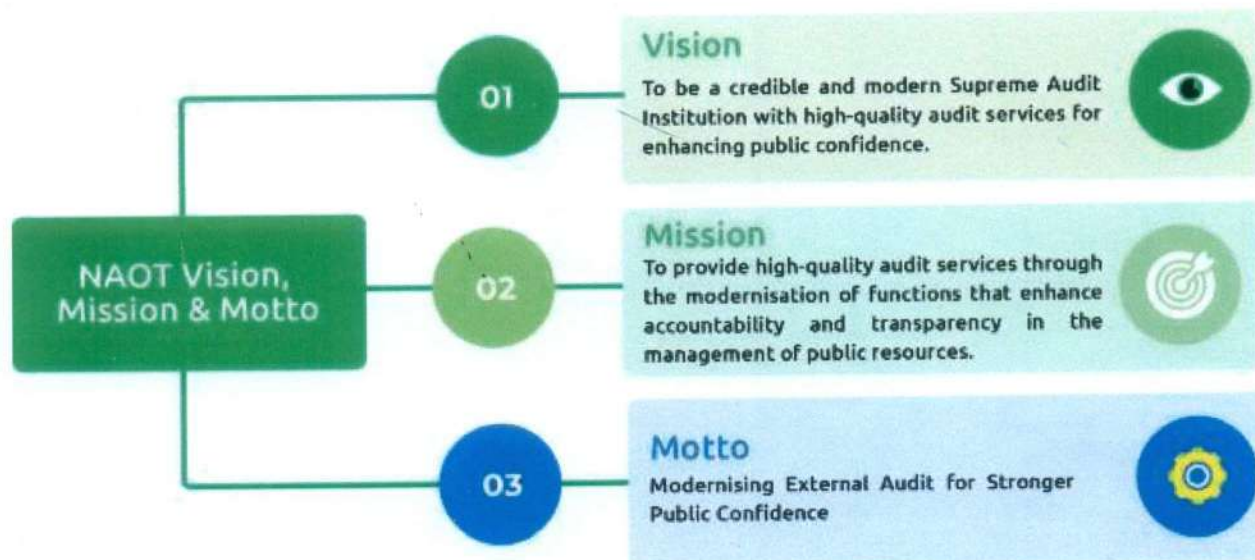 NAOT Vision,
Mission & Motto
01
Vision
To be a credible and modern Supreme Audit
Institution with high-quality audit services for
enhancing public confidence.
02
Mission
To provide high-quality audit services through
the modernisation of functions that enhance
accountability and transparency in the
management of public resources.
03
Motto
Modernising External Audit for Stronger
Public Confidence